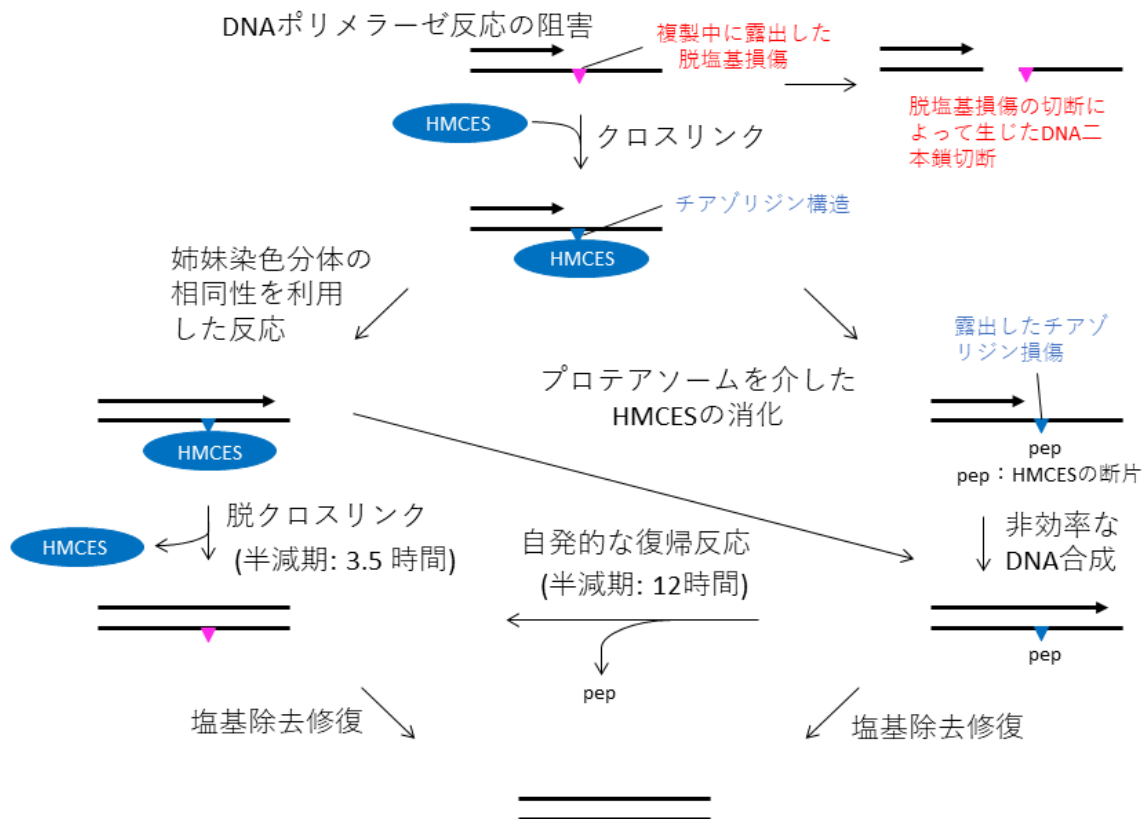 DNAポリメラーゼ反応の阻害
複製中に露出した
脱塩基損傷
脱塩基損傷の切断に
よって生じたDNA二
本鎖切断
HMCES
クロスリンク
チアゾリジン構造
HMCES
姉妹染色分体の
相同性を利用
した反応
プロテアソームを介した
HMCESの消化
露出したチアゾ
リジン損傷
HMCES
pep
pep：HMCESの断片
脱クロスリンク
(半減期: 3.5 時間)
HMCES
自発的な復帰反応
(半減期: 12時間)
非効率な
DNA合成
pep
pep
塩基除去修復
塩基除去修復